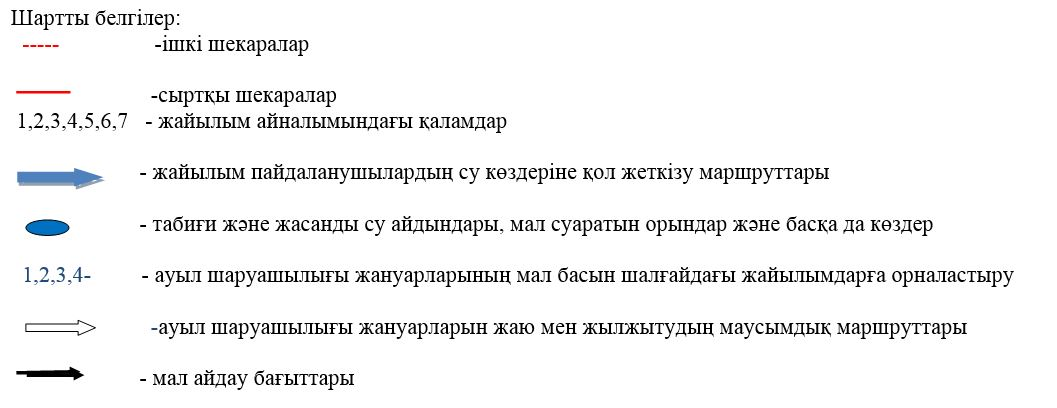 Шартты белгілер:
-ішкі шекаралар
-сыртқы шекаралар
1,2,3,4,5,6,7 - жайылым айналымындағы қаламдар
- жайылым пайдаланушылардың су көздеріне қол жеткізу маршруттары
- табиғи және жасанды су айдындары, мал суаратын орындар және басқа да көздер
1,2,3,4- - ауыл шаруашылығы жануарларының мал басын шалғайдағы жайылымдарға орналастыру
-ауыл шаруашылығы жануарларын жаю мен жылжытудың маусымдық маршруттары
- мал айдау бағыттары